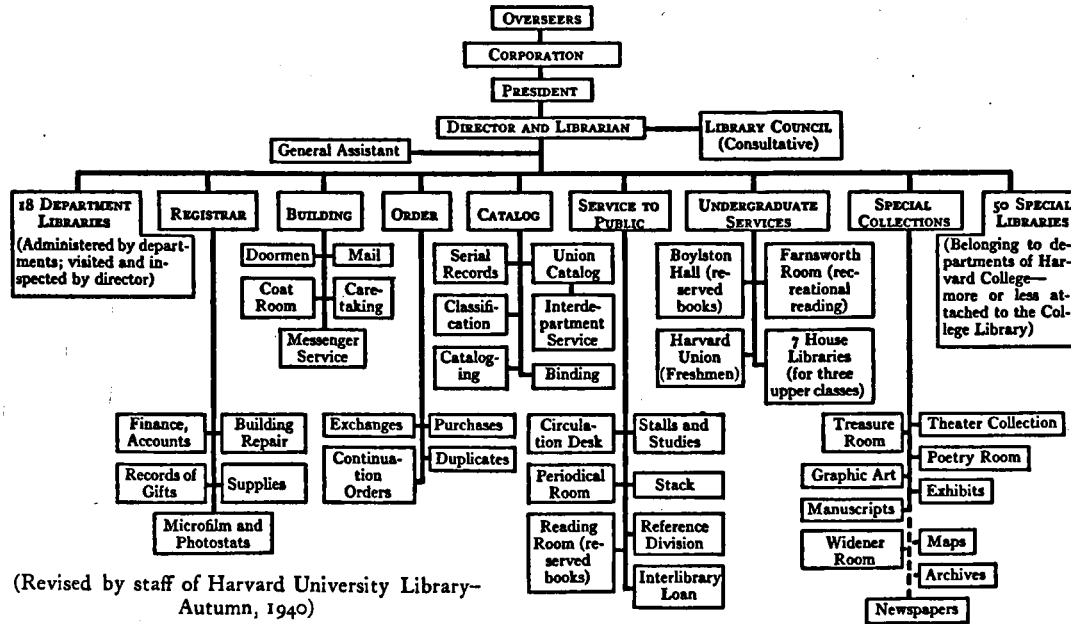 OVERSEERS
CORPORATION
PRESIDENT
DIRECTOR AND LIBRARIAN
LIBRARY COUNCIL
(Consultative)
General Assistant
18 DEPARTMENT
LIBRARIES
(Administered by depart-
ments; visited and in-
spected by director)
REGISTRAR
BUILDING
ORDER
CATALOG
SERVICE TO
PUBLIC
UNDERGRADUATE
SERVICES
SPECIAL
COLLECTIONS
50 SPECIAL
LIBRARIES
(Belonging to de-
partments of Har-
vard College—
more or less at-
tached to the Col-
lege Library)
Doormen
Mail
Coat
Room
Care-
taking
Messenger
Service
Serial
Records
Union
Catalog
Classifi-
cation
Interde-
partment
Service
Catalog-
ing
Binding
Boylston
Hall (re-
served
books)
Farnsworth
Room (rec-
reational
reading)
Harvard
Union
(Freshmen)
7 House
Libraries
(for three
upper classes)
Finance,
Accounts
Building
Repair
Records of
Gifts
Supplies
Microfilm and
Photostats
Exchanges
Purchases
Continua-
tion
Orders
Duplicates
Circula-
tion Desk
Stalls and
Studies
Periodical
Room
Stack
Reading
Room (re-
served
books)
Reference
Division
Interlibrary
Loan
Treasure
Room
Theater Collection
Poetry Room
Graphic Art
Exhibits
Manuscripts
Widener
Room
Maps
Archives
Newspapers
(Revised by staff of Harvard University Library—
Autumn, 1940)